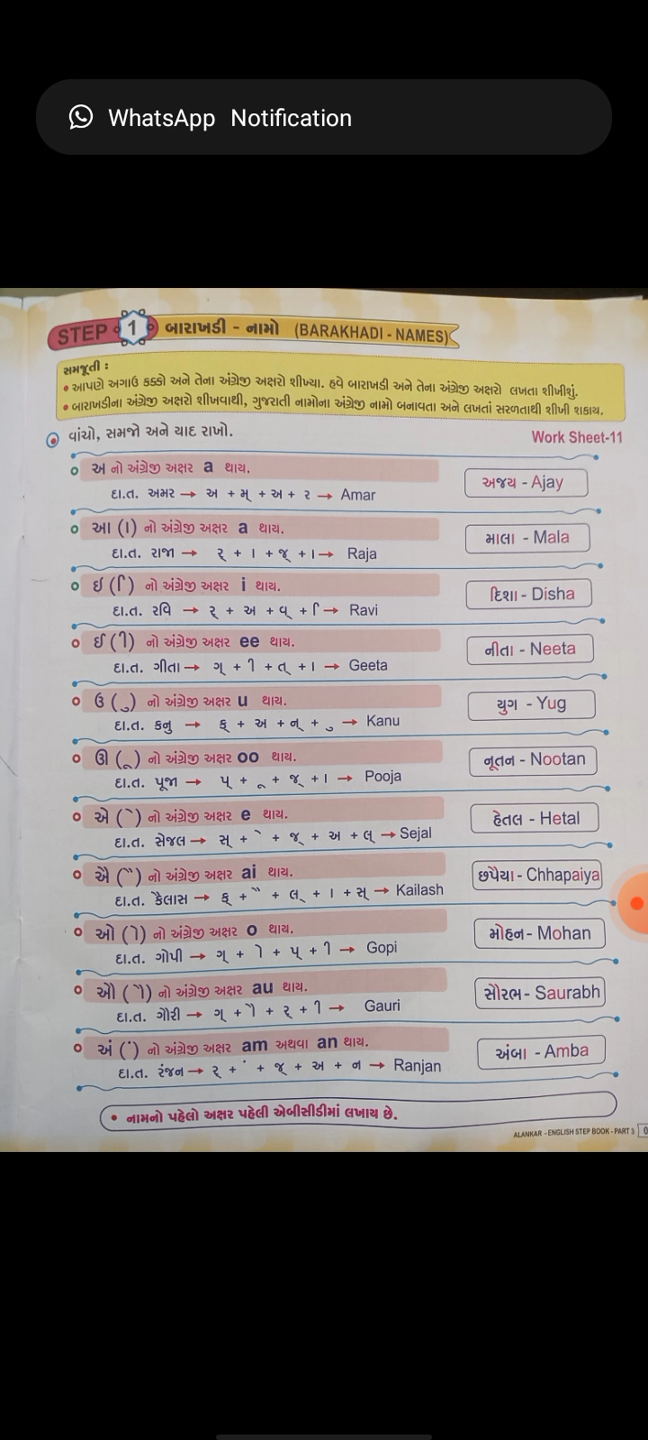 WhatsApp Notification
STEP 1 બારાખડી - નામો (BARAKHADI - NAMES)
સમજૂતી :
• આપણે અગાઉ કક્કો અને તેના અંગ્રેજી અક્ષરો શીખ્યા. હવે બારાખડી અને તેના અંગ્રેજી અક્ષરો લખતા શીખીશું.
• બારાખડીના અંગ્રેજી અક્ષરો શીખવાથી, ગુજરાતી નામોના અંગ્રેજી નામો બનાવતા અને લખતાં સરળતાથી શીખી શકાય.
વાંચો, સમજો અને યાદ રાખો.
Work Sheet-11
અ નો અંગ્રેજી અક્ષર a થાય.
દા.ત. અમર → અ + મ્ + અ + ર → Amar
અજય - Ajay
આ (ા) નો અંગ્રેજી અક્ષર a થાય.
દા.ત. રાજા → ર્ + ા + જ્ + ા → Raja
માલા - Mala
ઇ (િ) નો અંગ્રેજી અક્ષર i થાય.
દા.ત. રવિ → ર્ + અ + વ્ + િ → Ravi
દિશા - Disha
ઈ (ી) નો અંગ્રેજી અક્ષર ee થાય.
દા.ત. ગીતા → ગ્ + ી + ત્ + ા → Geeta
નીતા - Neeta
ઉ (ુ) નો અંગ્રેજી અક્ષર u થાય.
દા.ત. કનુ → ક્ + અ + ન્ + ુ → Kanu
યુગ - Yug
ઊ (ૂ) નો અંગ્રેજી અક્ષર oo થાય.
દા.ત. પૂજા → પ્ + ૂ + જ્ + ા → Pooja
નૂતન - Nootan
એ (ે) નો અંગ્રેજી અક્ષર e થાય.
દા.ત. સેજલ → સ્ + ે + જ્ + અ + લ્ → Sejal
હેતલ - Hetal
ઐ (ૈ) નો અંગ્રેજી અક્ષર ai થાય.
દા.ત. કૈલાસ → ક્ + ૈ + લ્ + ા + સ્ → Kailash
છપૈયા - Chhapaiya
ઓ (ો) નો અંગ્રેજી અક્ષર o થાય.
દા.ત. ગોપી → ગ્ + ો + પ્ + ી → Gopi
મોહન - Mohan
ઔ (ૌ) નો અંગ્રેજી અક્ષર au થાય.
દા.ત. ગૌરી → ગ્ + ૌ + ર્ + ી → Gauri
સૌરભ - Saurabh
અં (ં) નો અંગ્રેજી અક્ષર am અથવા an થાય.
દા.ત. રંજન → ર્ + ં + જ્ + અ + ન → Ranjan
અંબા - Amba
• નામનો પહેલો અક્ષર પહેલી એબીસીડીમાં લખાય છે.
ALANKAR - ENGLISH STEP BOOK - PART 3